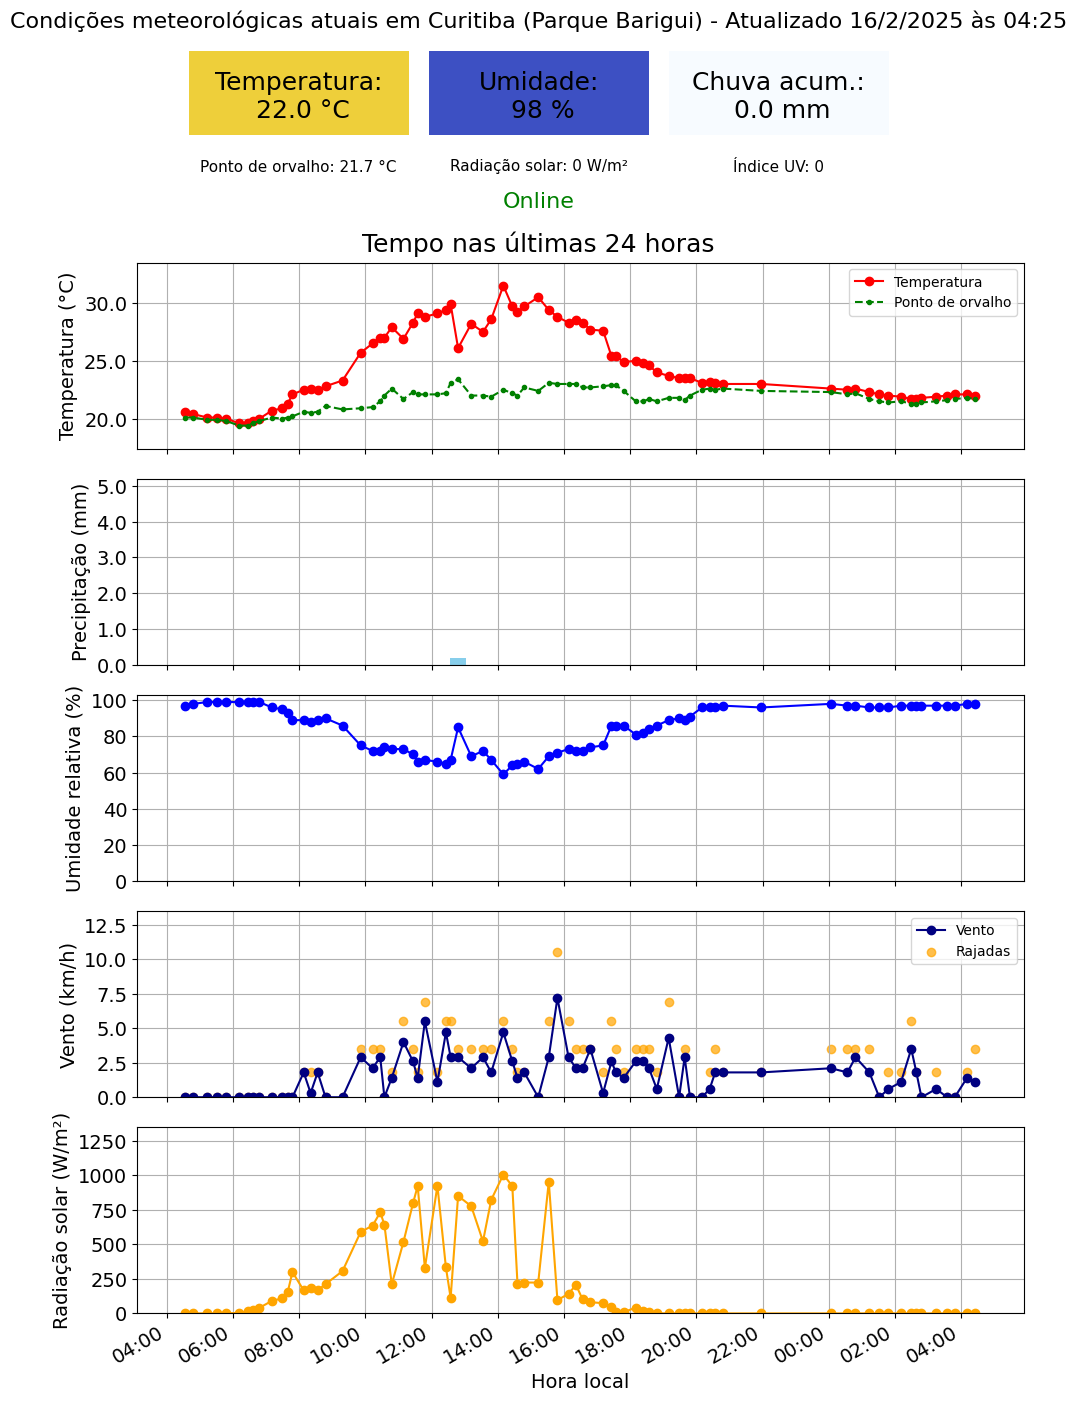 Condições meteorológicas atuais em Curitiba (Parque Barigui) - Atualizado 16/2/2025 às 04:25
Temperatura:
22.0 °C
Umidade:
98 %
Chuva acum.:
0.0 mm
Ponto de orvalho: 21.7 °C
Radiação solar: 0 W/m²
Índice UV: 0
Online
Tempo nas últimas 24 horas
Temperatura (°C)
30.0
25.0
20.0
Temperatura
Ponto de orvalho
Precipitação (mm)
5.0
4.0
3.0
2.0
1.0
0.0
Umidade relativa (%)
100
80
60
40
20
0
Vento (km/h)
12.5
10.0
7.5
5.0
2.5
0.0
Vento
Rajadas
Radiação solar (W/m²)
1250
1000
750
500
250
0
04:00
06:00
08:00
10:00
12:00
14:00
16:00
18:00
20:00
22:00
00:00
02:00
04:00
Hora local